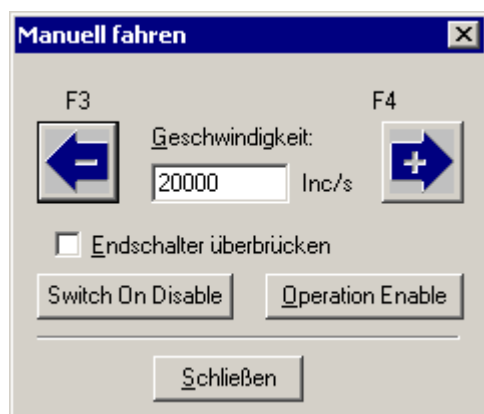 Manuell fahren
F3 F4
Geschwindigkeit:
20000 Inc/s
Endschalter überbrücken
Switch On Disable Operation Enable
Schließen